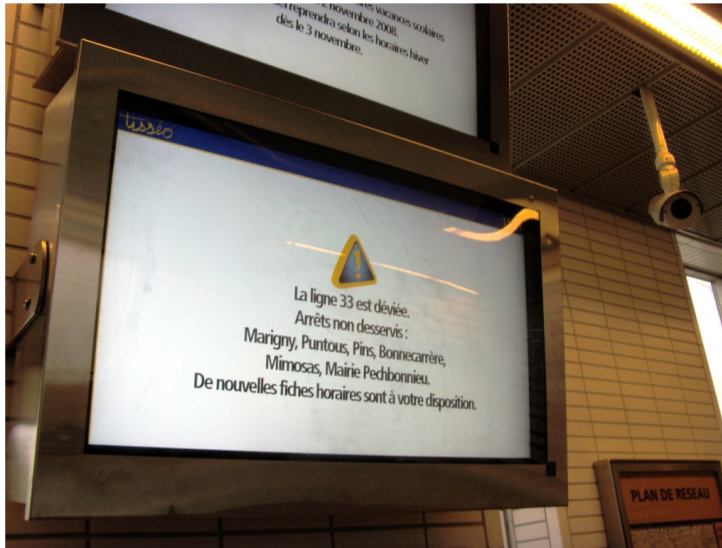 res vacances scolaires
2 novembre 2008.
reprendra selon les horaires hiver
dès le 3 novembre.
tisséo
La ligne 33 est déviée.
Arrêts non desservis :
Marigny, Puntous, Pins, Bonnecarrère,
Mimosas, Mairie Pechbonnieu.
De nouvelles fiches horaires sont à votre disposition.
PLAN DE RESEAU